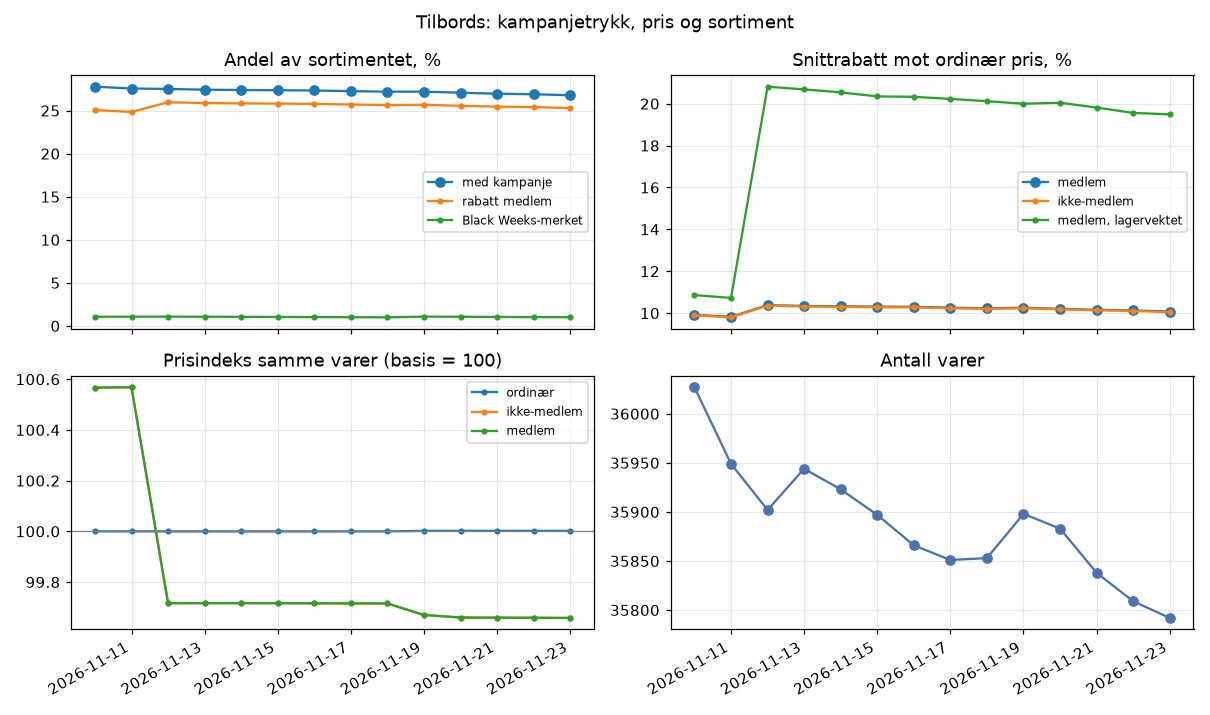 Tilbords: kampanjetrykk, pris og sortiment
Andel av sortimentet, %
25
20
15
10
5
0
med kampanje
rabatt medlem
Black Weeks-merket
Snittrabatt mot ordinær pris, %
20
18
16
14
12
10
medlem
ikke-medlem
medlem, lagervektet
Prisindeks samme varer (basis = 100)
100.6
100.4
100.2
100.0
99.8
ordinær
ikke-medlem
medlem
2026-11-11
2026-11-13
2026-11-15
2026-11-17
2026-11-19
2026-11-21
2026-11-23
Antall varer
36000
35950
35900
35850
35800
2026-11-11
2026-11-13
2026-11-15
2026-11-17
2026-11-19
2026-11-21
2026-11-23